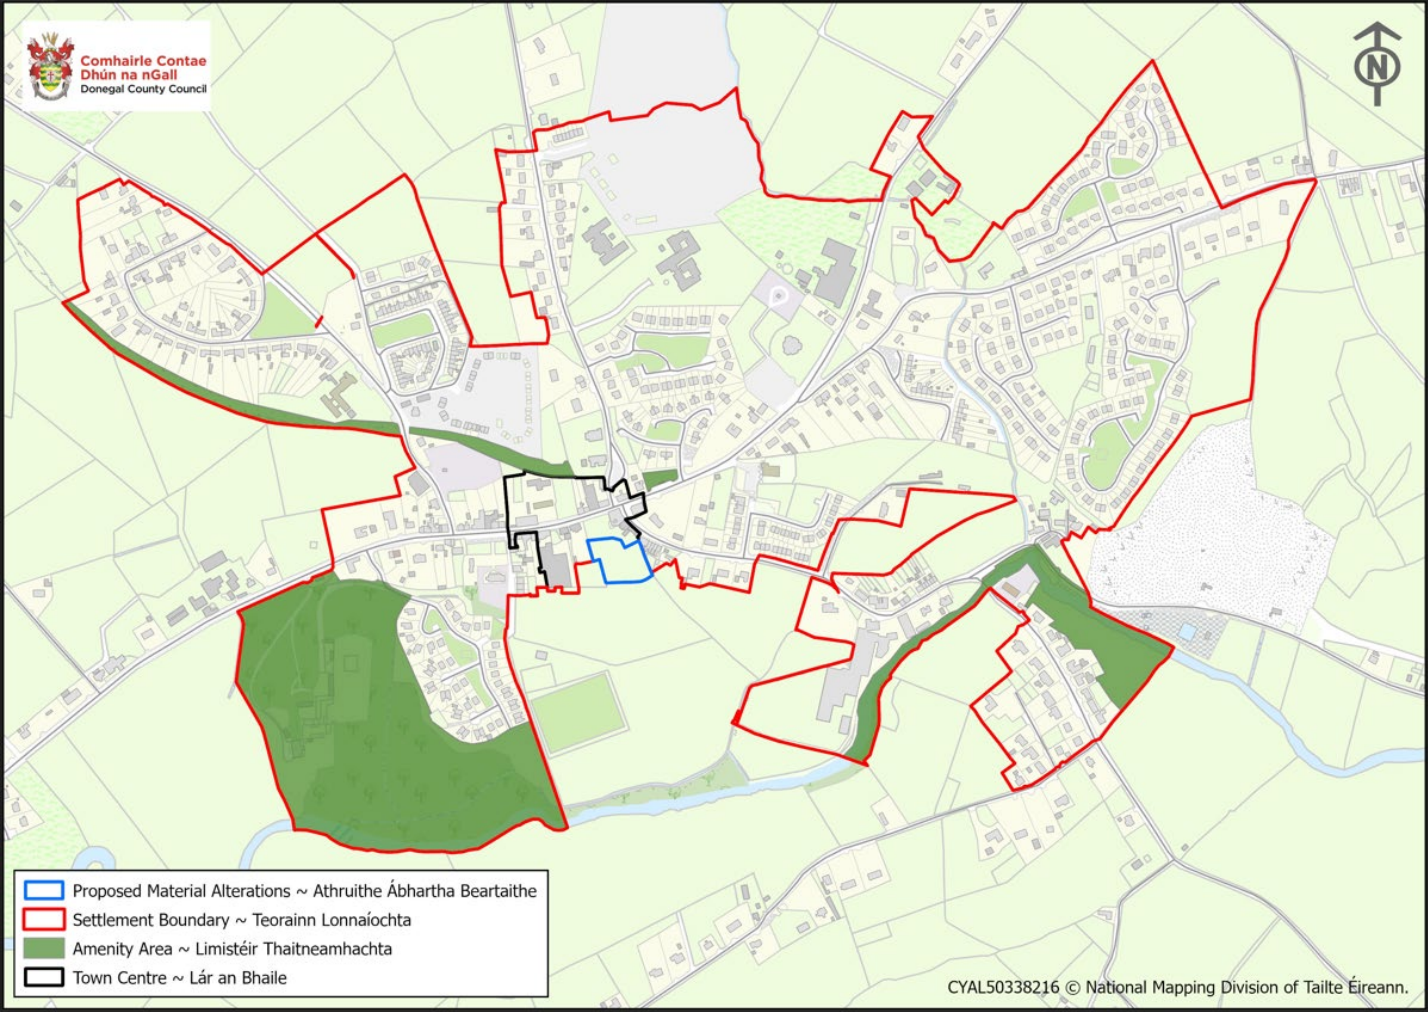 Comhairle Contae
Dhún na nGall
Donegal County Council
N
Proposed Material Alterations ~ Athruithe Ábhartha Beartaithe
Settlement Boundary ~ Teorainn Lonnaíochta
Amenity Area ~ Limistéir Thaitneamhachta
Town Centre ~ Lár an Bhaile
CYAL50338216 © National Mapping Division of Tailte Éireann.